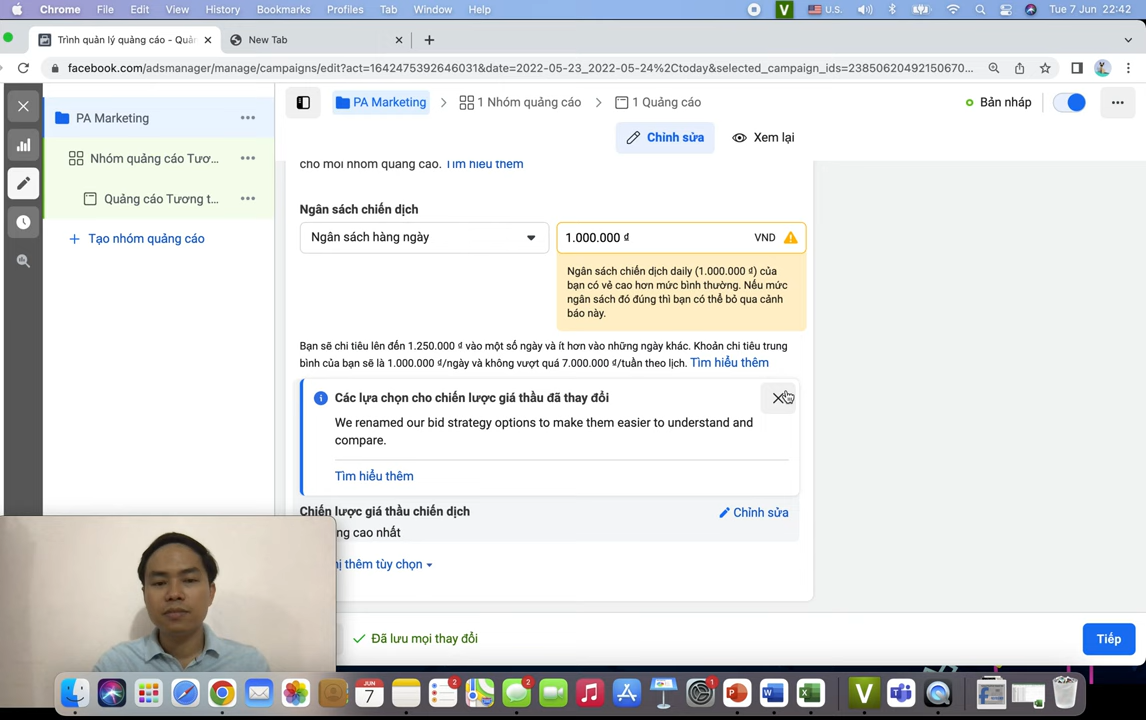 Chrome File Edit View History Bookmarks Profiles Tab Window Help
V U.S. Tue 7 Jun 22:42
Trình quản lý quảng cáo - Quả
New Tab
facebook.com/adsmanager/manage/campaigns/edit?act=1642475392646031&date=2022-05-23_2022-05-24%2Ctoday&selected_campaign_ids=23850620492150670...
PA Marketing
PA Marketing
1 Nhóm quảng cáo
1 Quảng cáo
Bản nháp
Chỉnh sửa
Xem lại
Nhóm quảng cáo Tươ...
Quảng cáo Tương t...
Tạo nhóm quảng cáo
cho mỗi nhóm quảng cáo. Tìm hiểu thêm
Ngân sách chiến dịch
Ngân sách hàng ngày
1.000.000 ₫ VND
Ngân sách chiến dịch daily (1.000.000 ₫) của
bạn có vẻ cao hơn mức bình thường. Nếu mức
ngân sách đó đúng thì bạn có thể bỏ qua cảnh
báo này.
Bạn sẽ chi tiêu lên đến 1.250.000 ₫ vào một số ngày và ít hơn vào những ngày khác. Khoản chi tiêu trung
bình của bạn sẽ là 1.000.000 ₫/ngày và không vượt quá 7.000.000 ₫/tuần theo lịch. Tìm hiểu thêm
Các lựa chọn cho chiến lược giá thầu đã thay đổi
We renamed our bid strategy options to make them easier to understand and
compare.
Tìm hiểu thêm
Chiến lược giá thầu chiến dịch
Chỉnh sửa
ng cao nhất
ị thêm tùy chọn
Đã lưu mọi thay đổi
Tiếp
JUN
7
2
2
1
V